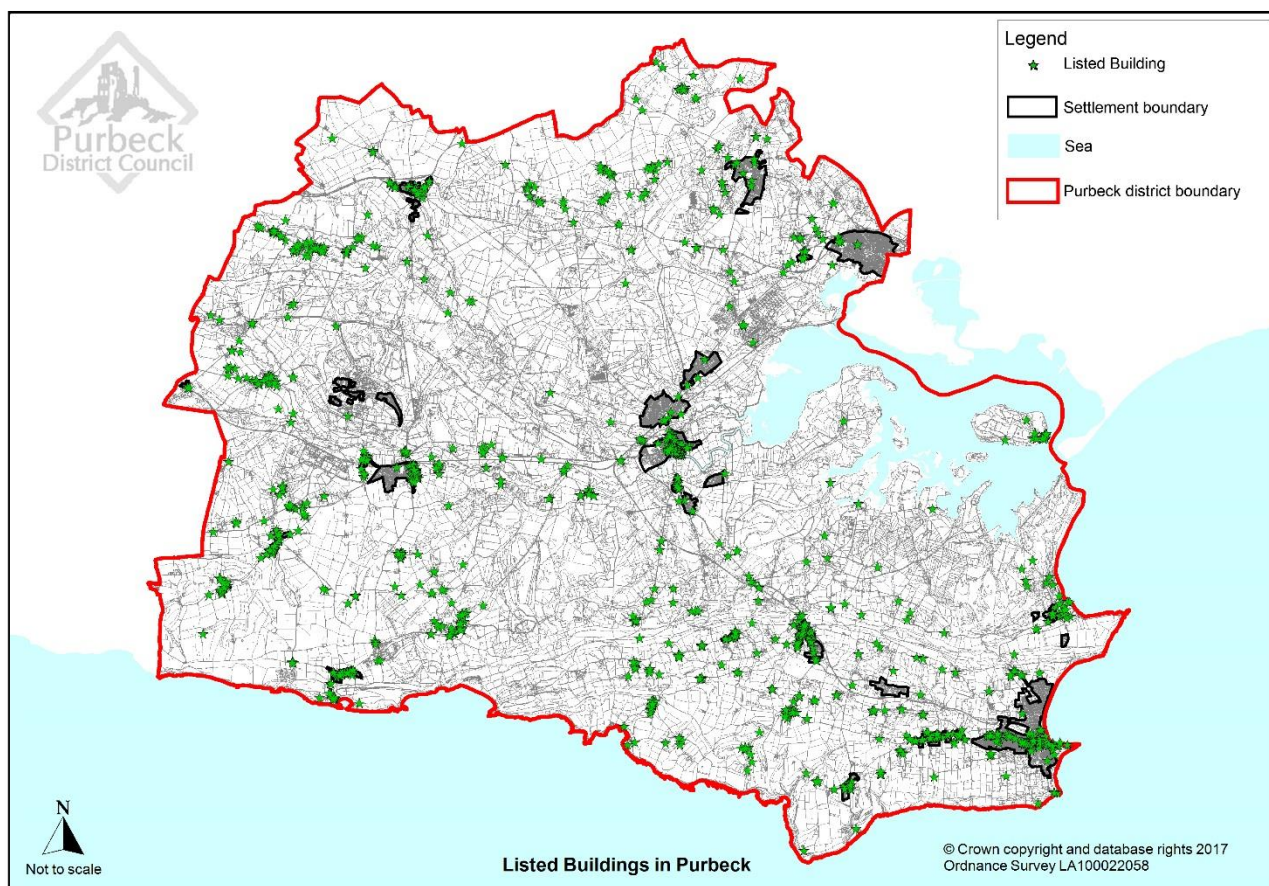 Purbeck
District Council
Legend
Listed Building
Settlement boundary
Sea
Purbeck district boundary
N
Not to scale
Listed Buildings in Purbeck
© Crown copyright and database rights 2017
Ordnance Survey LA100022058